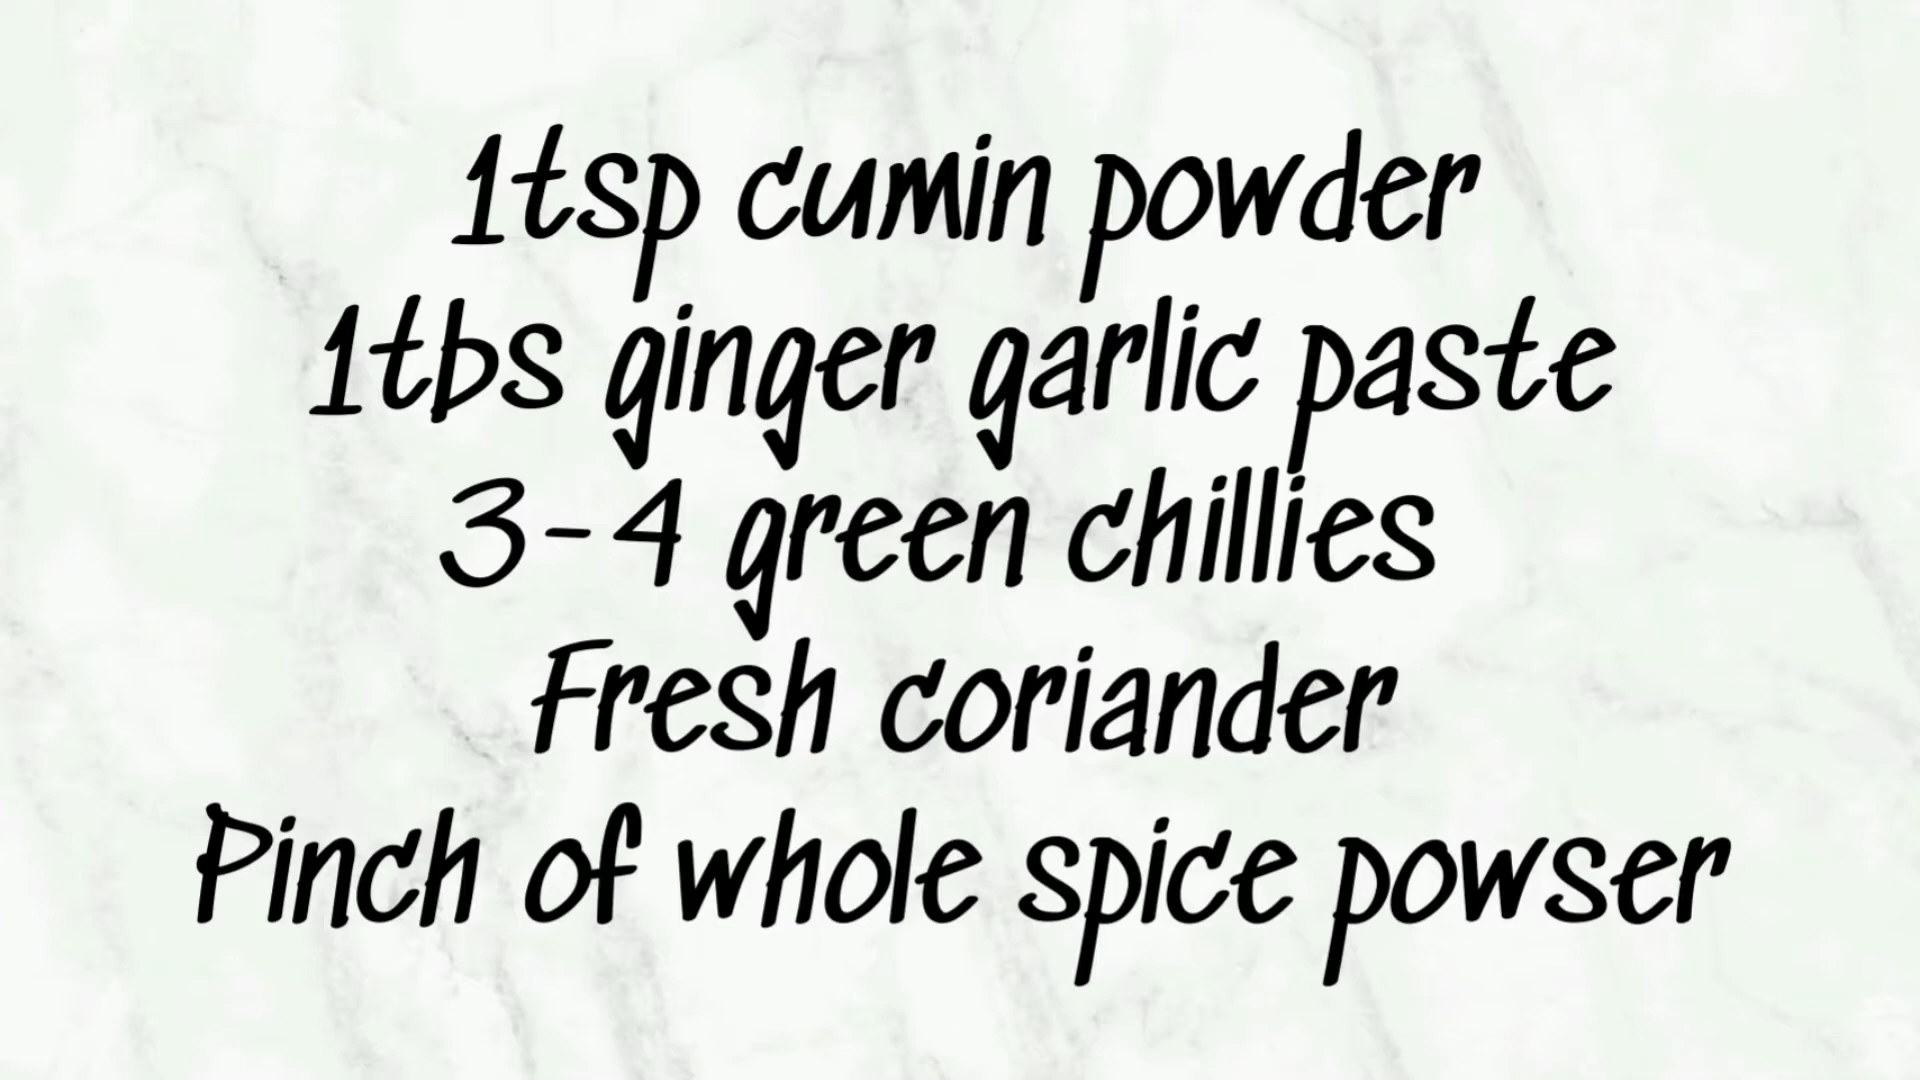 1tsp cumin powder
1tbs ginger garlic paste
3-4 green chillies
Fresh coriander
Pinch of whole spice powser